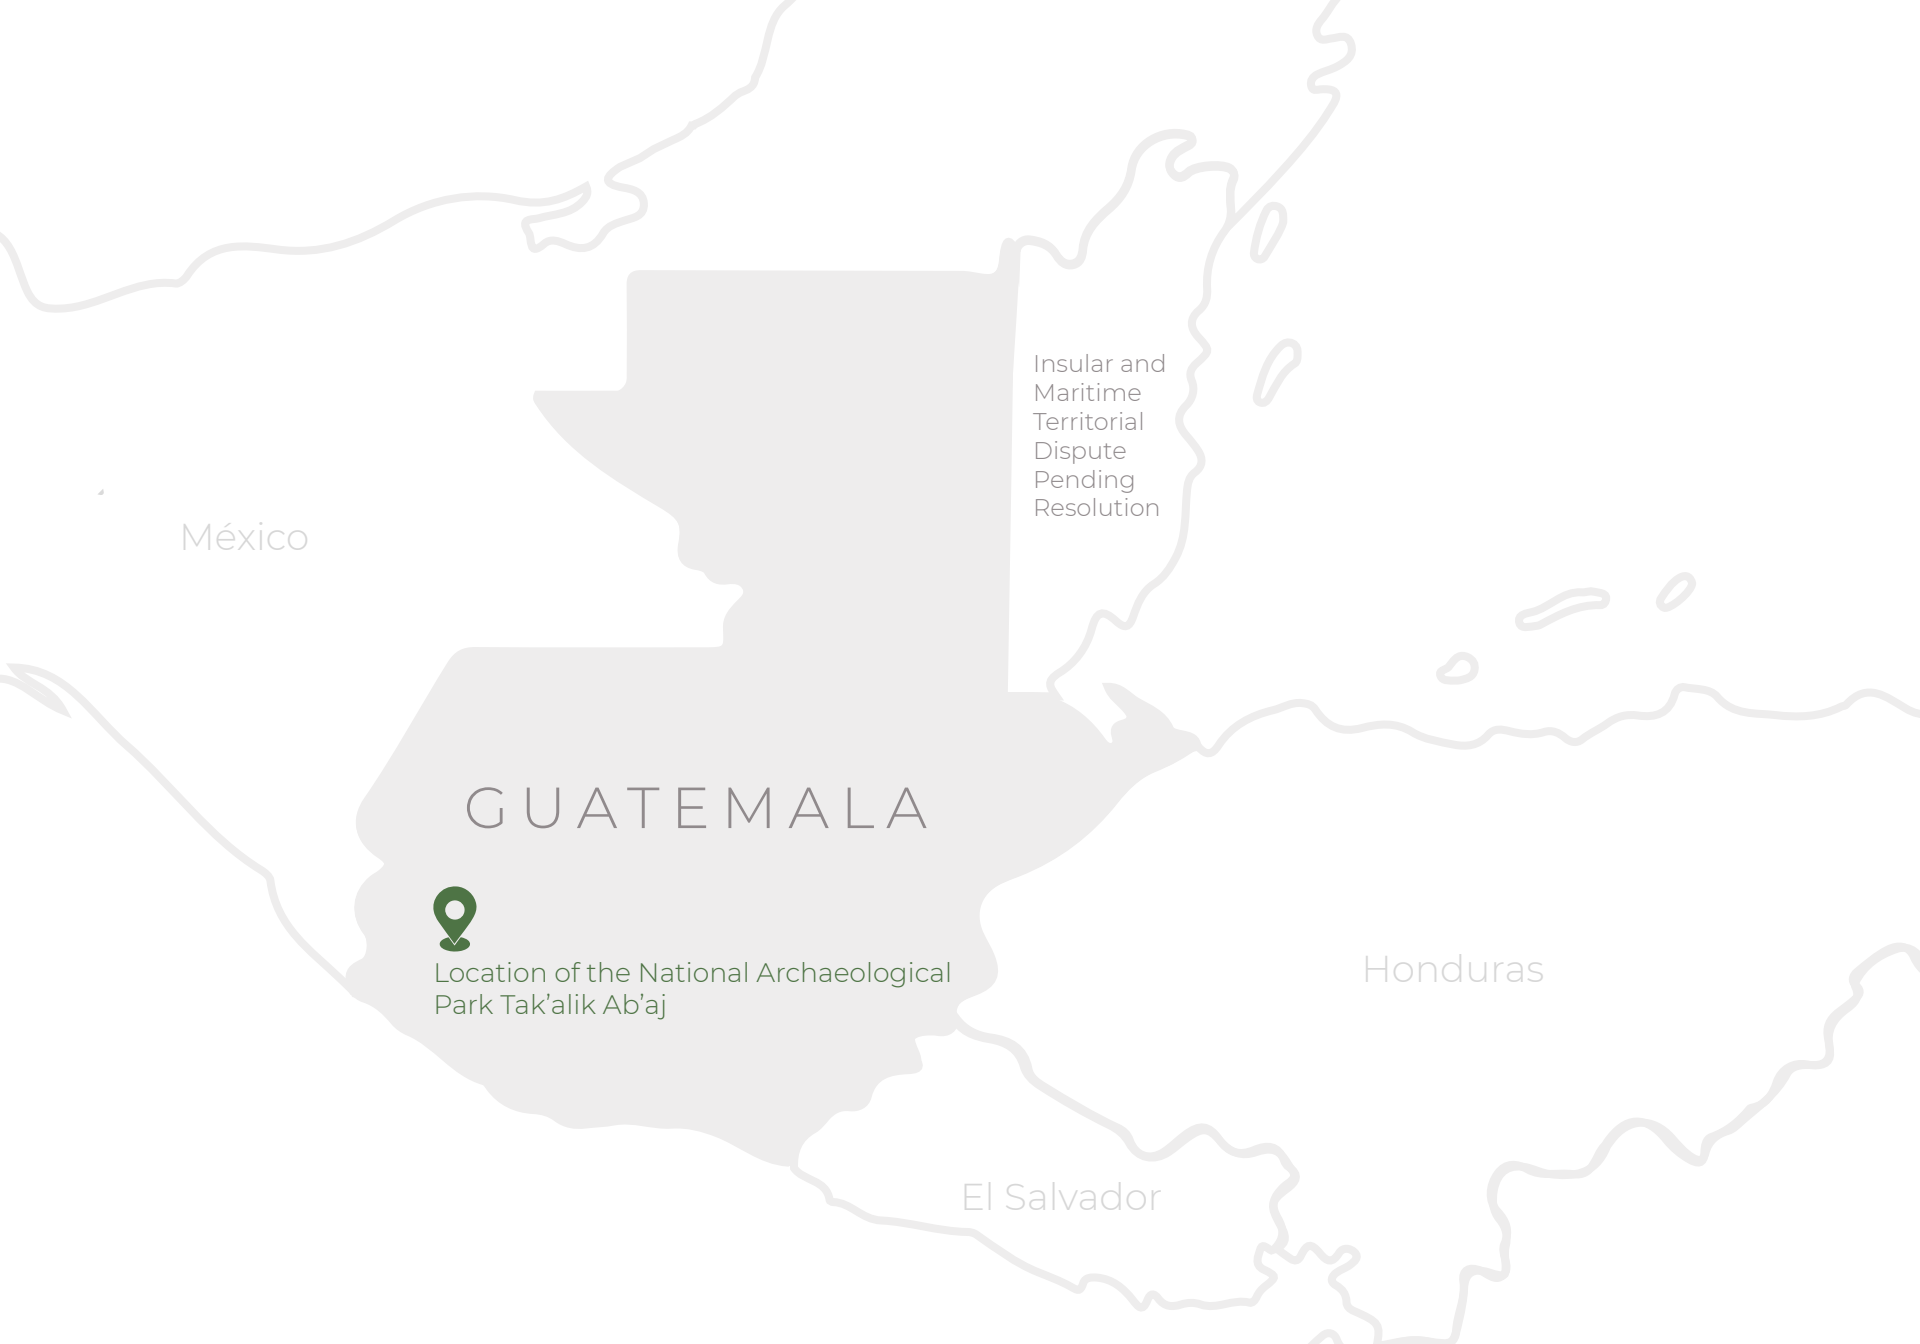 Insular and
Maritime
Territorial
Dispute
Pending
Resolution
México
GUATEMALA
Location of the National Archaeological
Park Tak’alik Ab’aj
Honduras
El Salvador